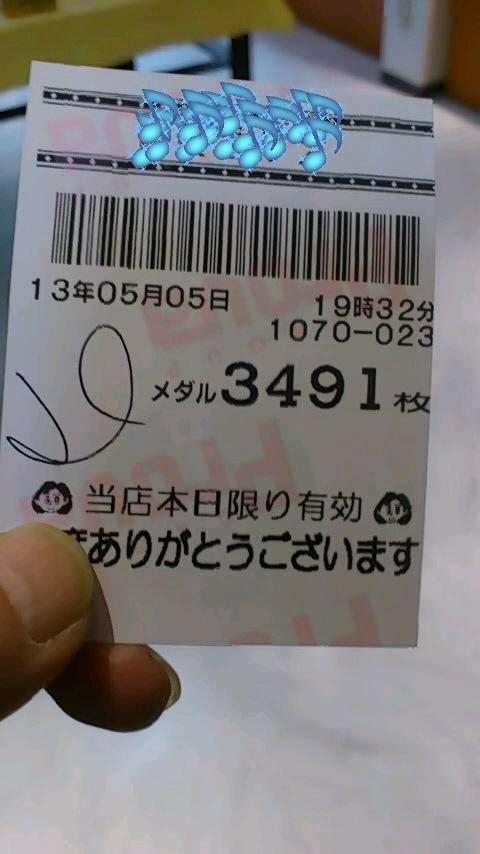 13年05月05日
19時32分
1070-023
メダル3491枚
当店本日限り有効
ありがとうございます